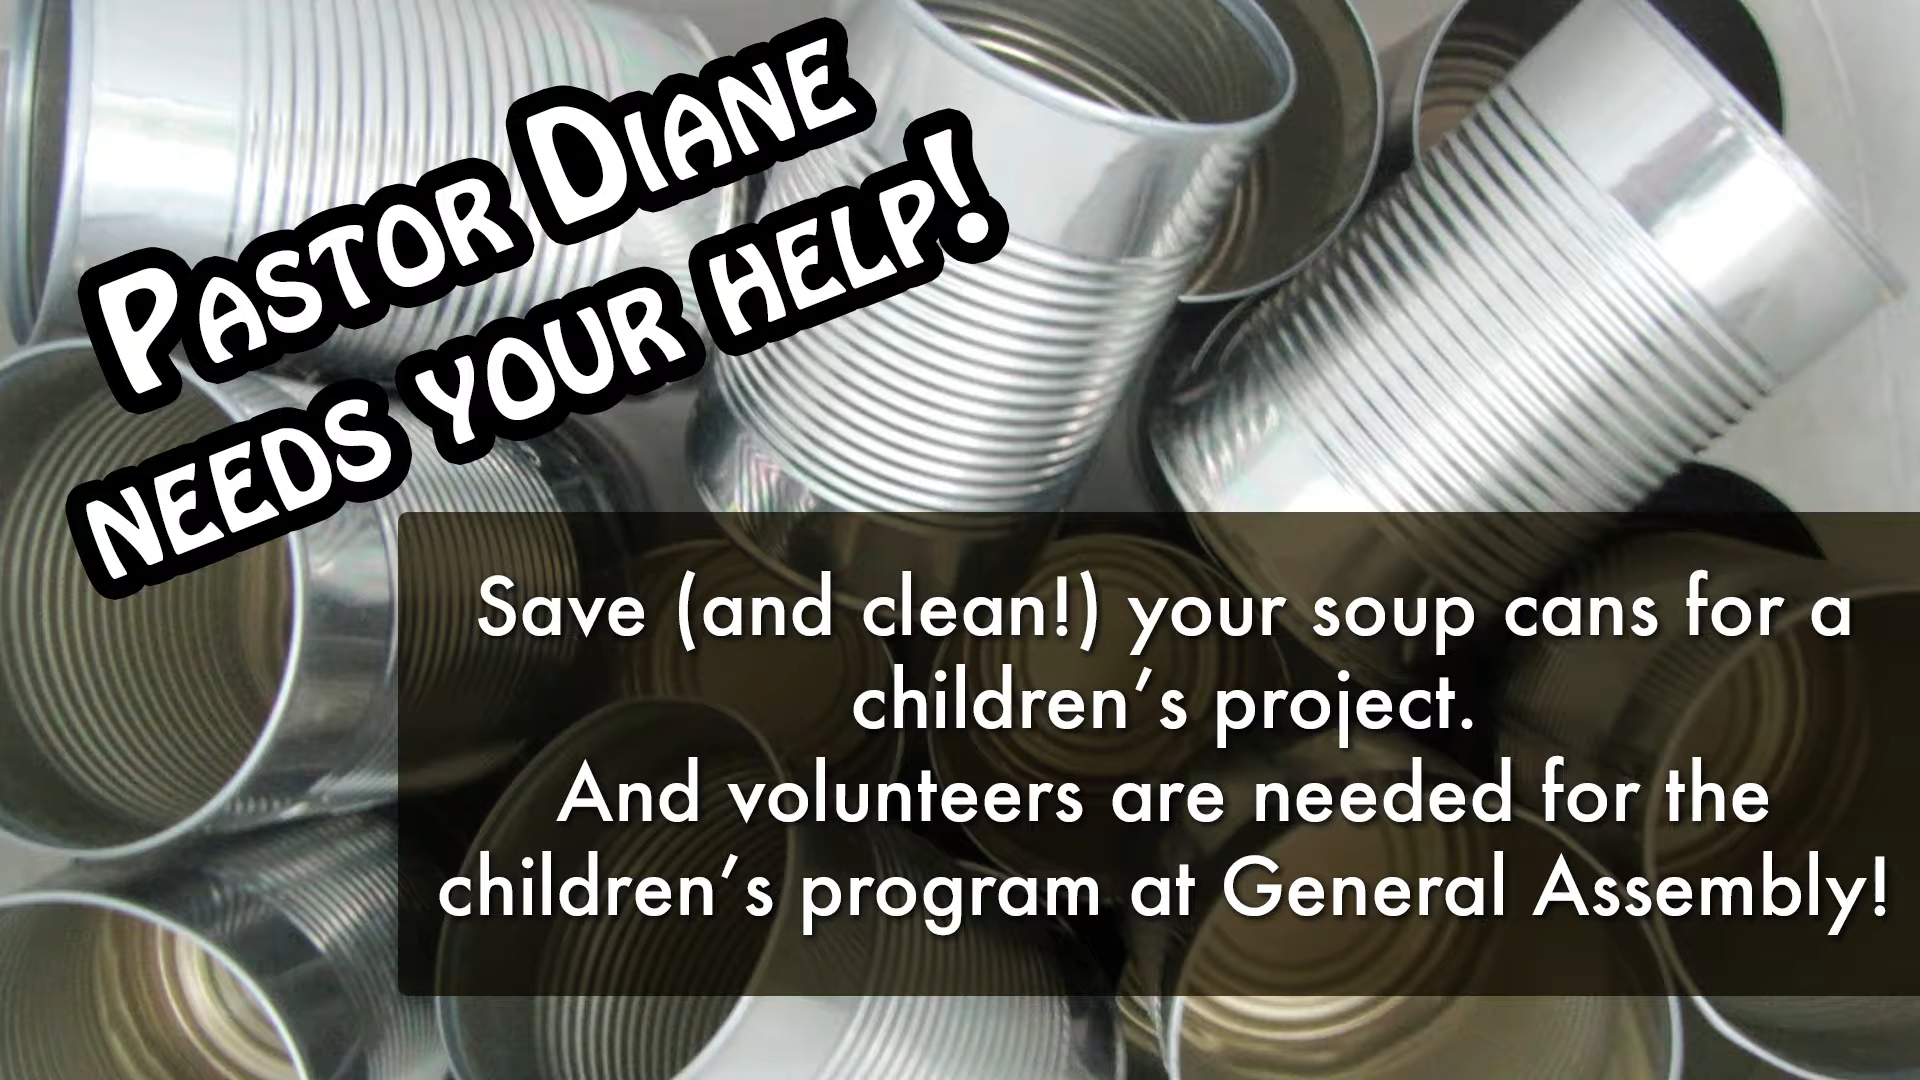 Pastor Diane
needs your help!
Save (and clean!) your soup cans for a
children’s project.
And volunteers are needed for the
children’s program at General Assembly!